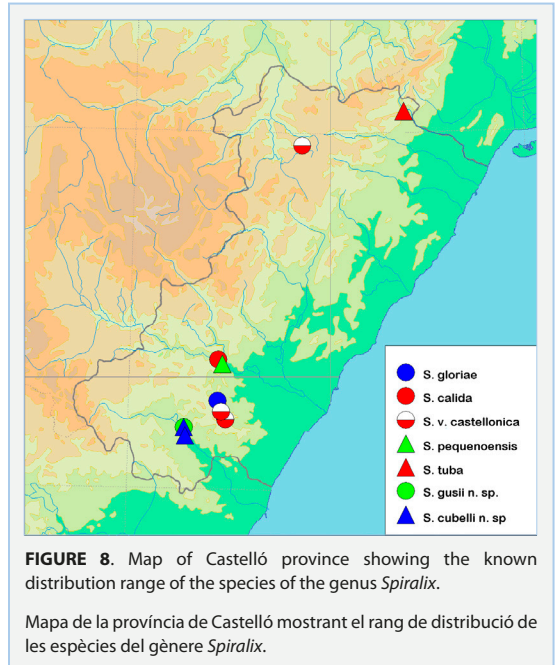 S. gloriae
S. calida
S. v. castellonica
S. pequenoensis
S. tuba
S. gusii n. sp.
S. cubelli n. sp
FIGURE 8. Map of Castelló province showing the known
distribution range of the species of the genus Spiralix.
Mapa de la província de Castelló mostrant el rang de distribució de
les espècies del gènere Spiralix.